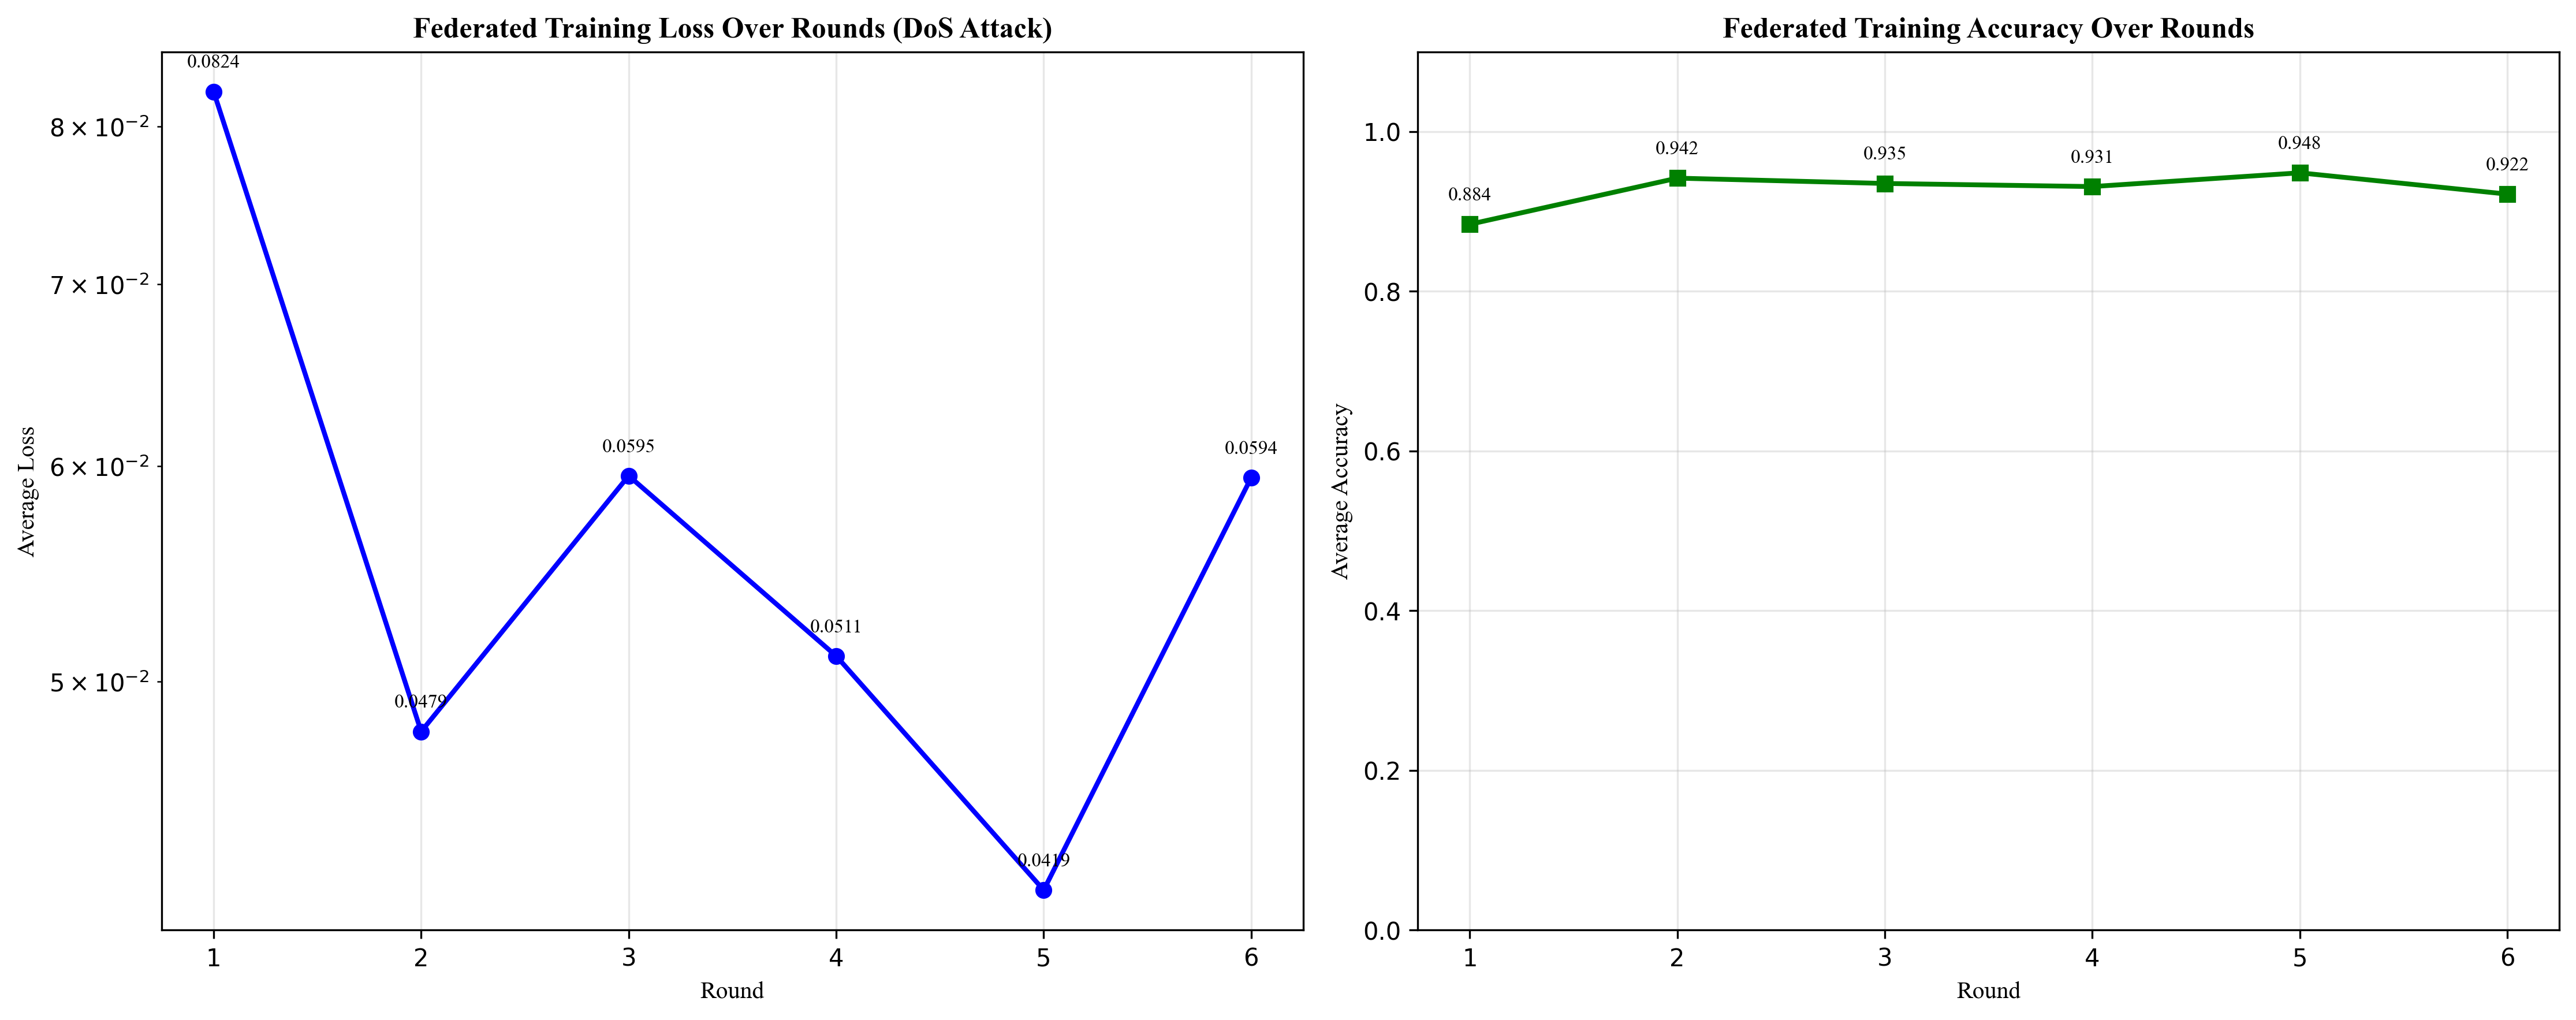 Federated Training Loss Over Rounds (DoS Attack)
0.0824
8 × 10⁻²
7 × 10⁻²
6 × 10⁻²
5 × 10⁻²
0.0479
0.0595
0.0511
0.0419
0.0594
Average Loss
1 2 3 4 5 6
Round
Federated Training Accuracy Over Rounds
1.0
0.8
0.6
0.4
0.2
0.0
0.884 0.942 0.935 0.931 0.948 0.922
Average Accuracy
1 2 3 4 5 6
Round